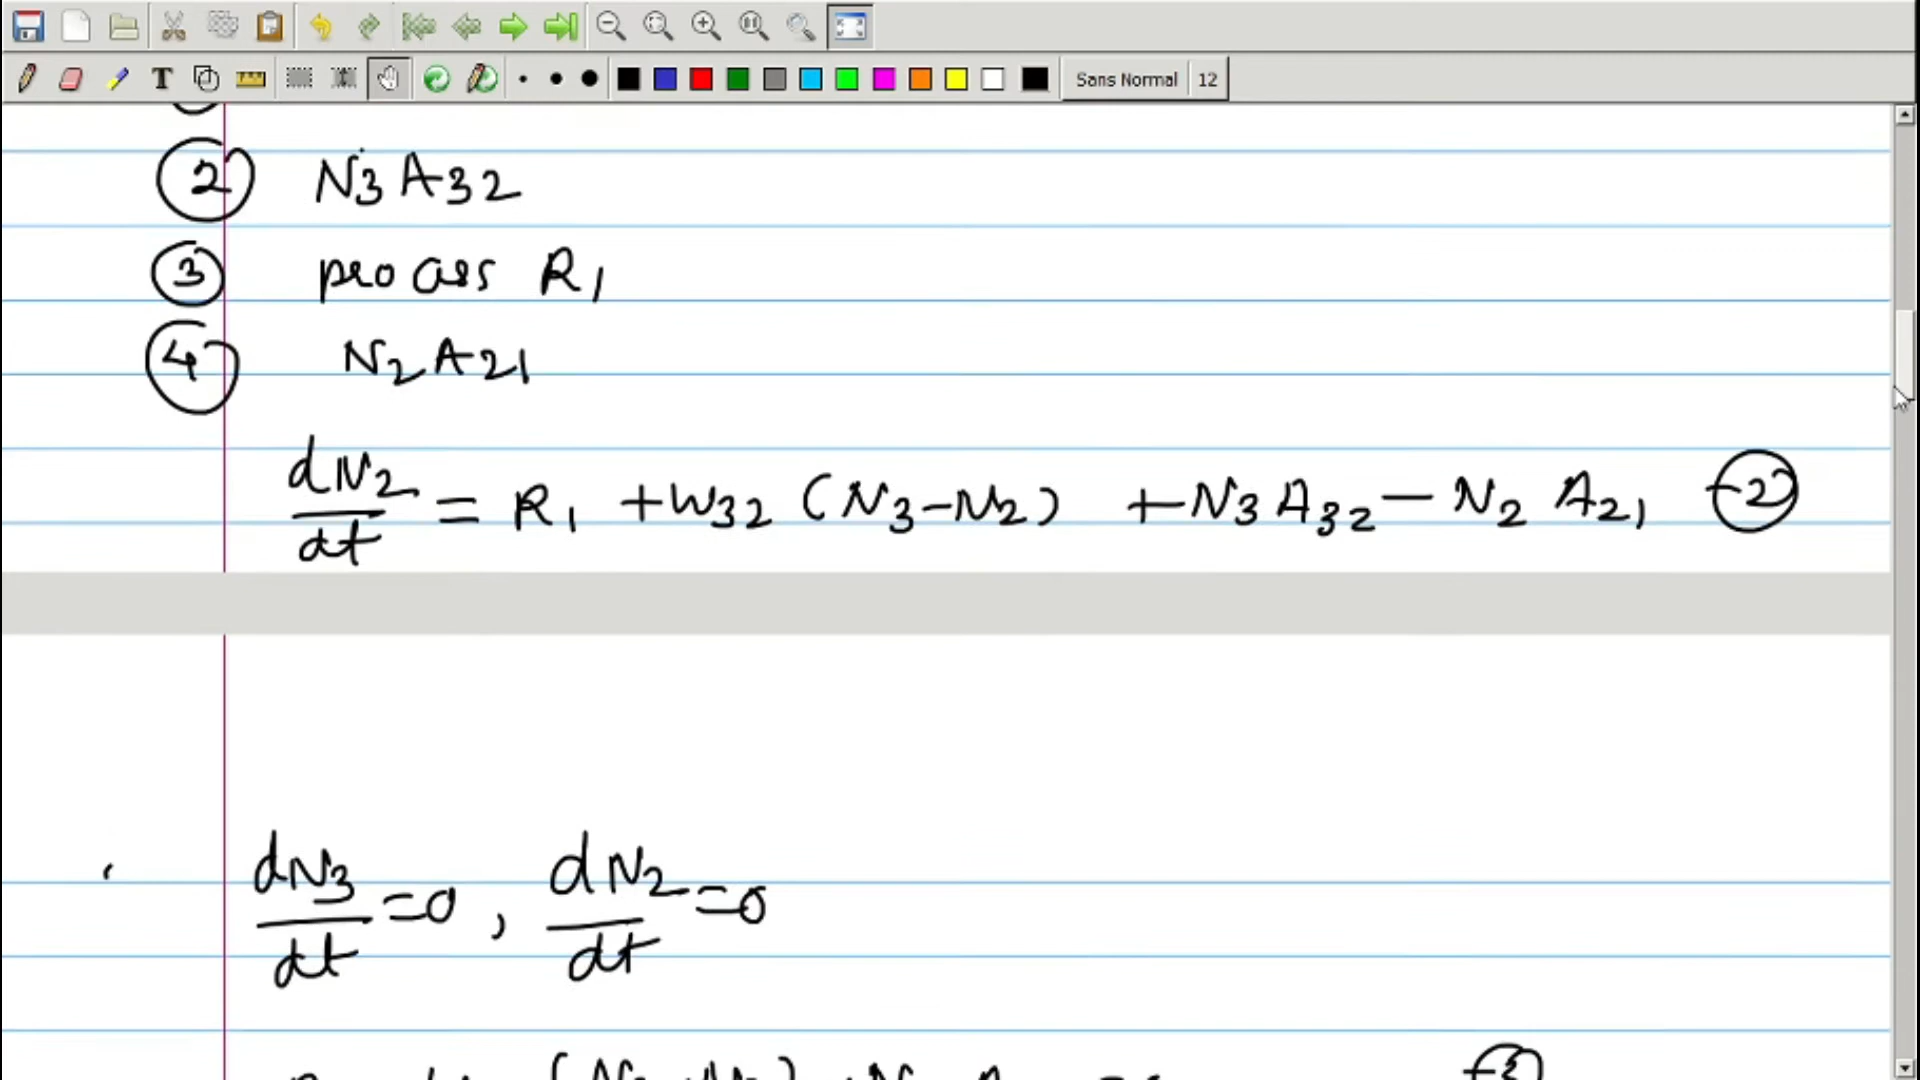 Sans Normal 12
② N3 A32
③ process R1
④ N2 A21
dN2/dt = R1 + W32 (N3 - N2) + N3 A32 - N2 A21 -②
dN3/dt = 0 , dN2/dt = 0